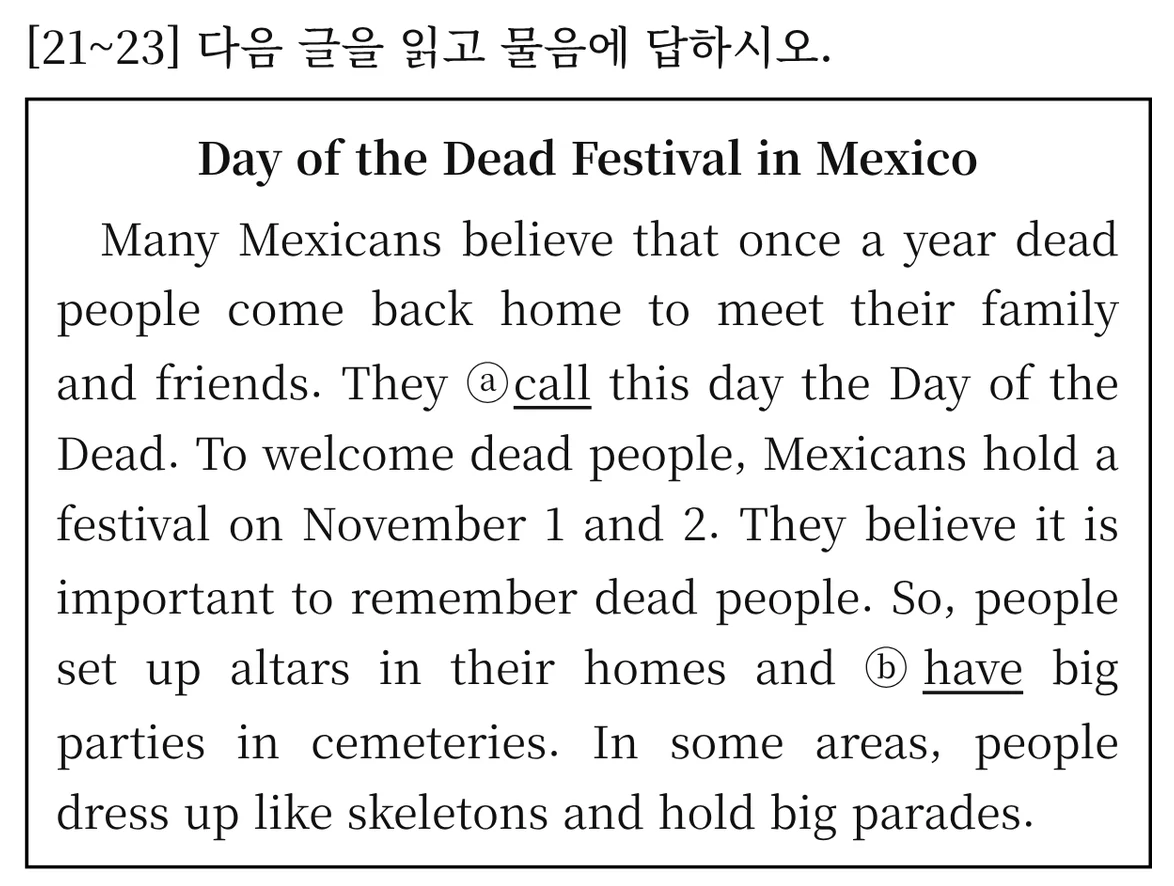 [21~23] 다음 글을 읽고 물음에 답하시오.
Day of the Dead Festival in Mexico
Many Mexicans believe that once a year dead
people come back home to meet their family
and friends. They ⓐcall this day the Day of the
Dead. To welcome dead people, Mexicans hold a
festival on November 1 and 2. They believe it is
important to remember dead people. So, people
set up altars in their homes and ⓑ have big
parties in cemeteries. In some areas, people
dress up like skeletons and hold big parades.